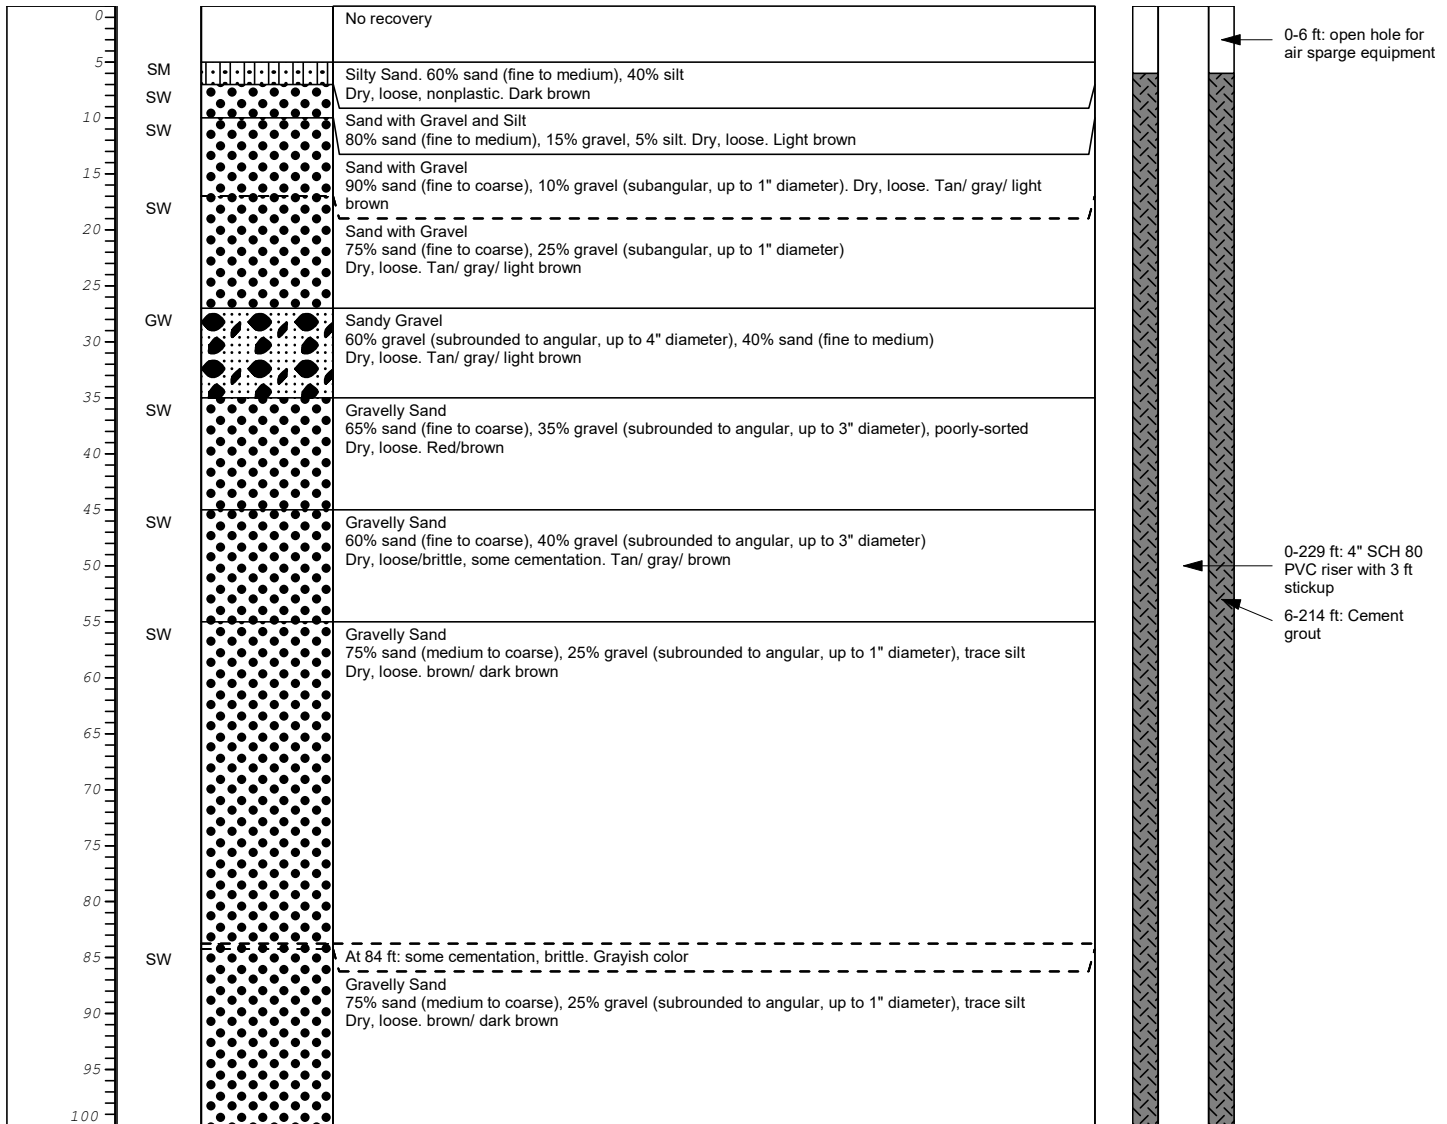 0
5
10
15
20
25
30
35
40
45
50
55
60
65
70
75
80
85
90
95
100
SM
SW
SW
SW
GW
SW
SW
SW
SW
No recovery
Silty Sand. 60% sand (fine to medium), 40% silt
Dry, loose, nonplastic. Dark brown
Sand with Gravel and Silt
80% sand (fine to medium), 15% gravel, 5% silt. Dry, loose. Light brown
Sand with Gravel
90% sand (fine to coarse), 10% gravel (subangular, up to 1" diameter). Dry, loose. Tan/ gray/ light
brown
Sand with Gravel
75% sand (fine to coarse), 25% gravel (subangular, up to 1" diameter)
Dry, loose. Tan/ gray/ light brown
Sandy Gravel
60% gravel (subrounded to angular, up to 4" diameter), 40% sand (fine to medium)
Dry, loose. Tan/ gray/ light brown
Gravelly Sand
65% sand (fine to coarse), 35% gravel (subrounded to angular, up to 3" diameter), poorly-sorted
Dry, loose. Red/brown
Gravelly Sand
60% sand (fine to coarse), 40% gravel (subrounded to angular, up to 3" diameter)
Dry, loose/brittle, some cementation. Tan/ gray/ brown
Gravelly Sand
75% sand (medium to coarse), 25% gravel (subrounded to angular, up to 1" diameter), trace silt
Dry, loose. brown/ dark brown
At 84 ft: some cementation, brittle. Grayish color
Gravelly Sand
75% sand (medium to coarse), 25% gravel (subrounded to angular, up to 1" diameter), trace silt
Dry, loose. brown/ dark brown
0-6 ft: open hole for
air sparge equipment
0-229 ft: 4" SCH 80
PVC riser with 3 ft
stickup
6-214 ft: Cement
grout